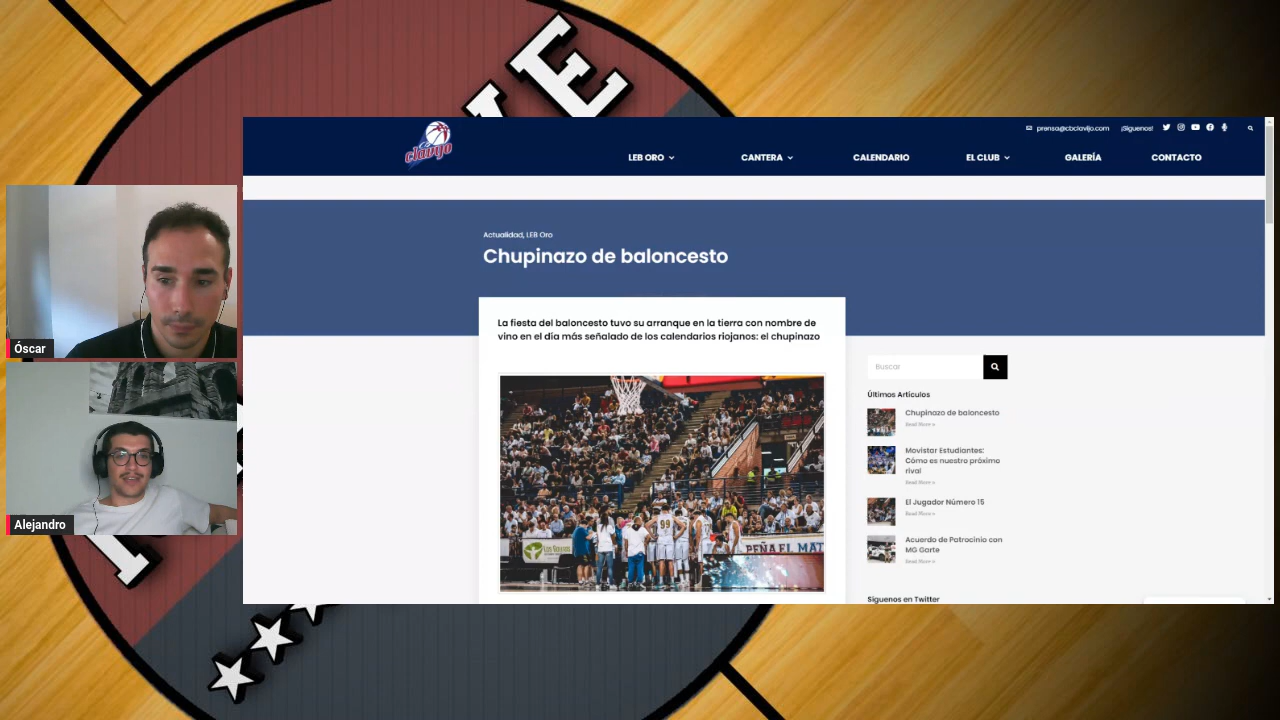 VE
clavijo
prensa@cbclavijo.com
¡Síguenos!
LEB ORO
CANTERA
CALENDARIO
EL CLUB
GALERÍA
CONTACTO
Actualidad, LEB Oro
Chupinazo de baloncesto
La fiesta del baloncesto tuvo su arranque en la tierra con nombre de
vino en el día más señalado de los calendarios riojanos: el chupinazo
99
PEÑA EL MAT
Buscar
Últimos Artículos
Chupinazo de baloncesto
Read More »
Movistar Estudiantes:
Cómo es nuestro próximo
rival
Read More »
El Jugador Número 15
Read More »
Acuerdo de Patrocinio con
MG Garte
Read More »
Síguenos en Twitter
Óscar
Alejandro